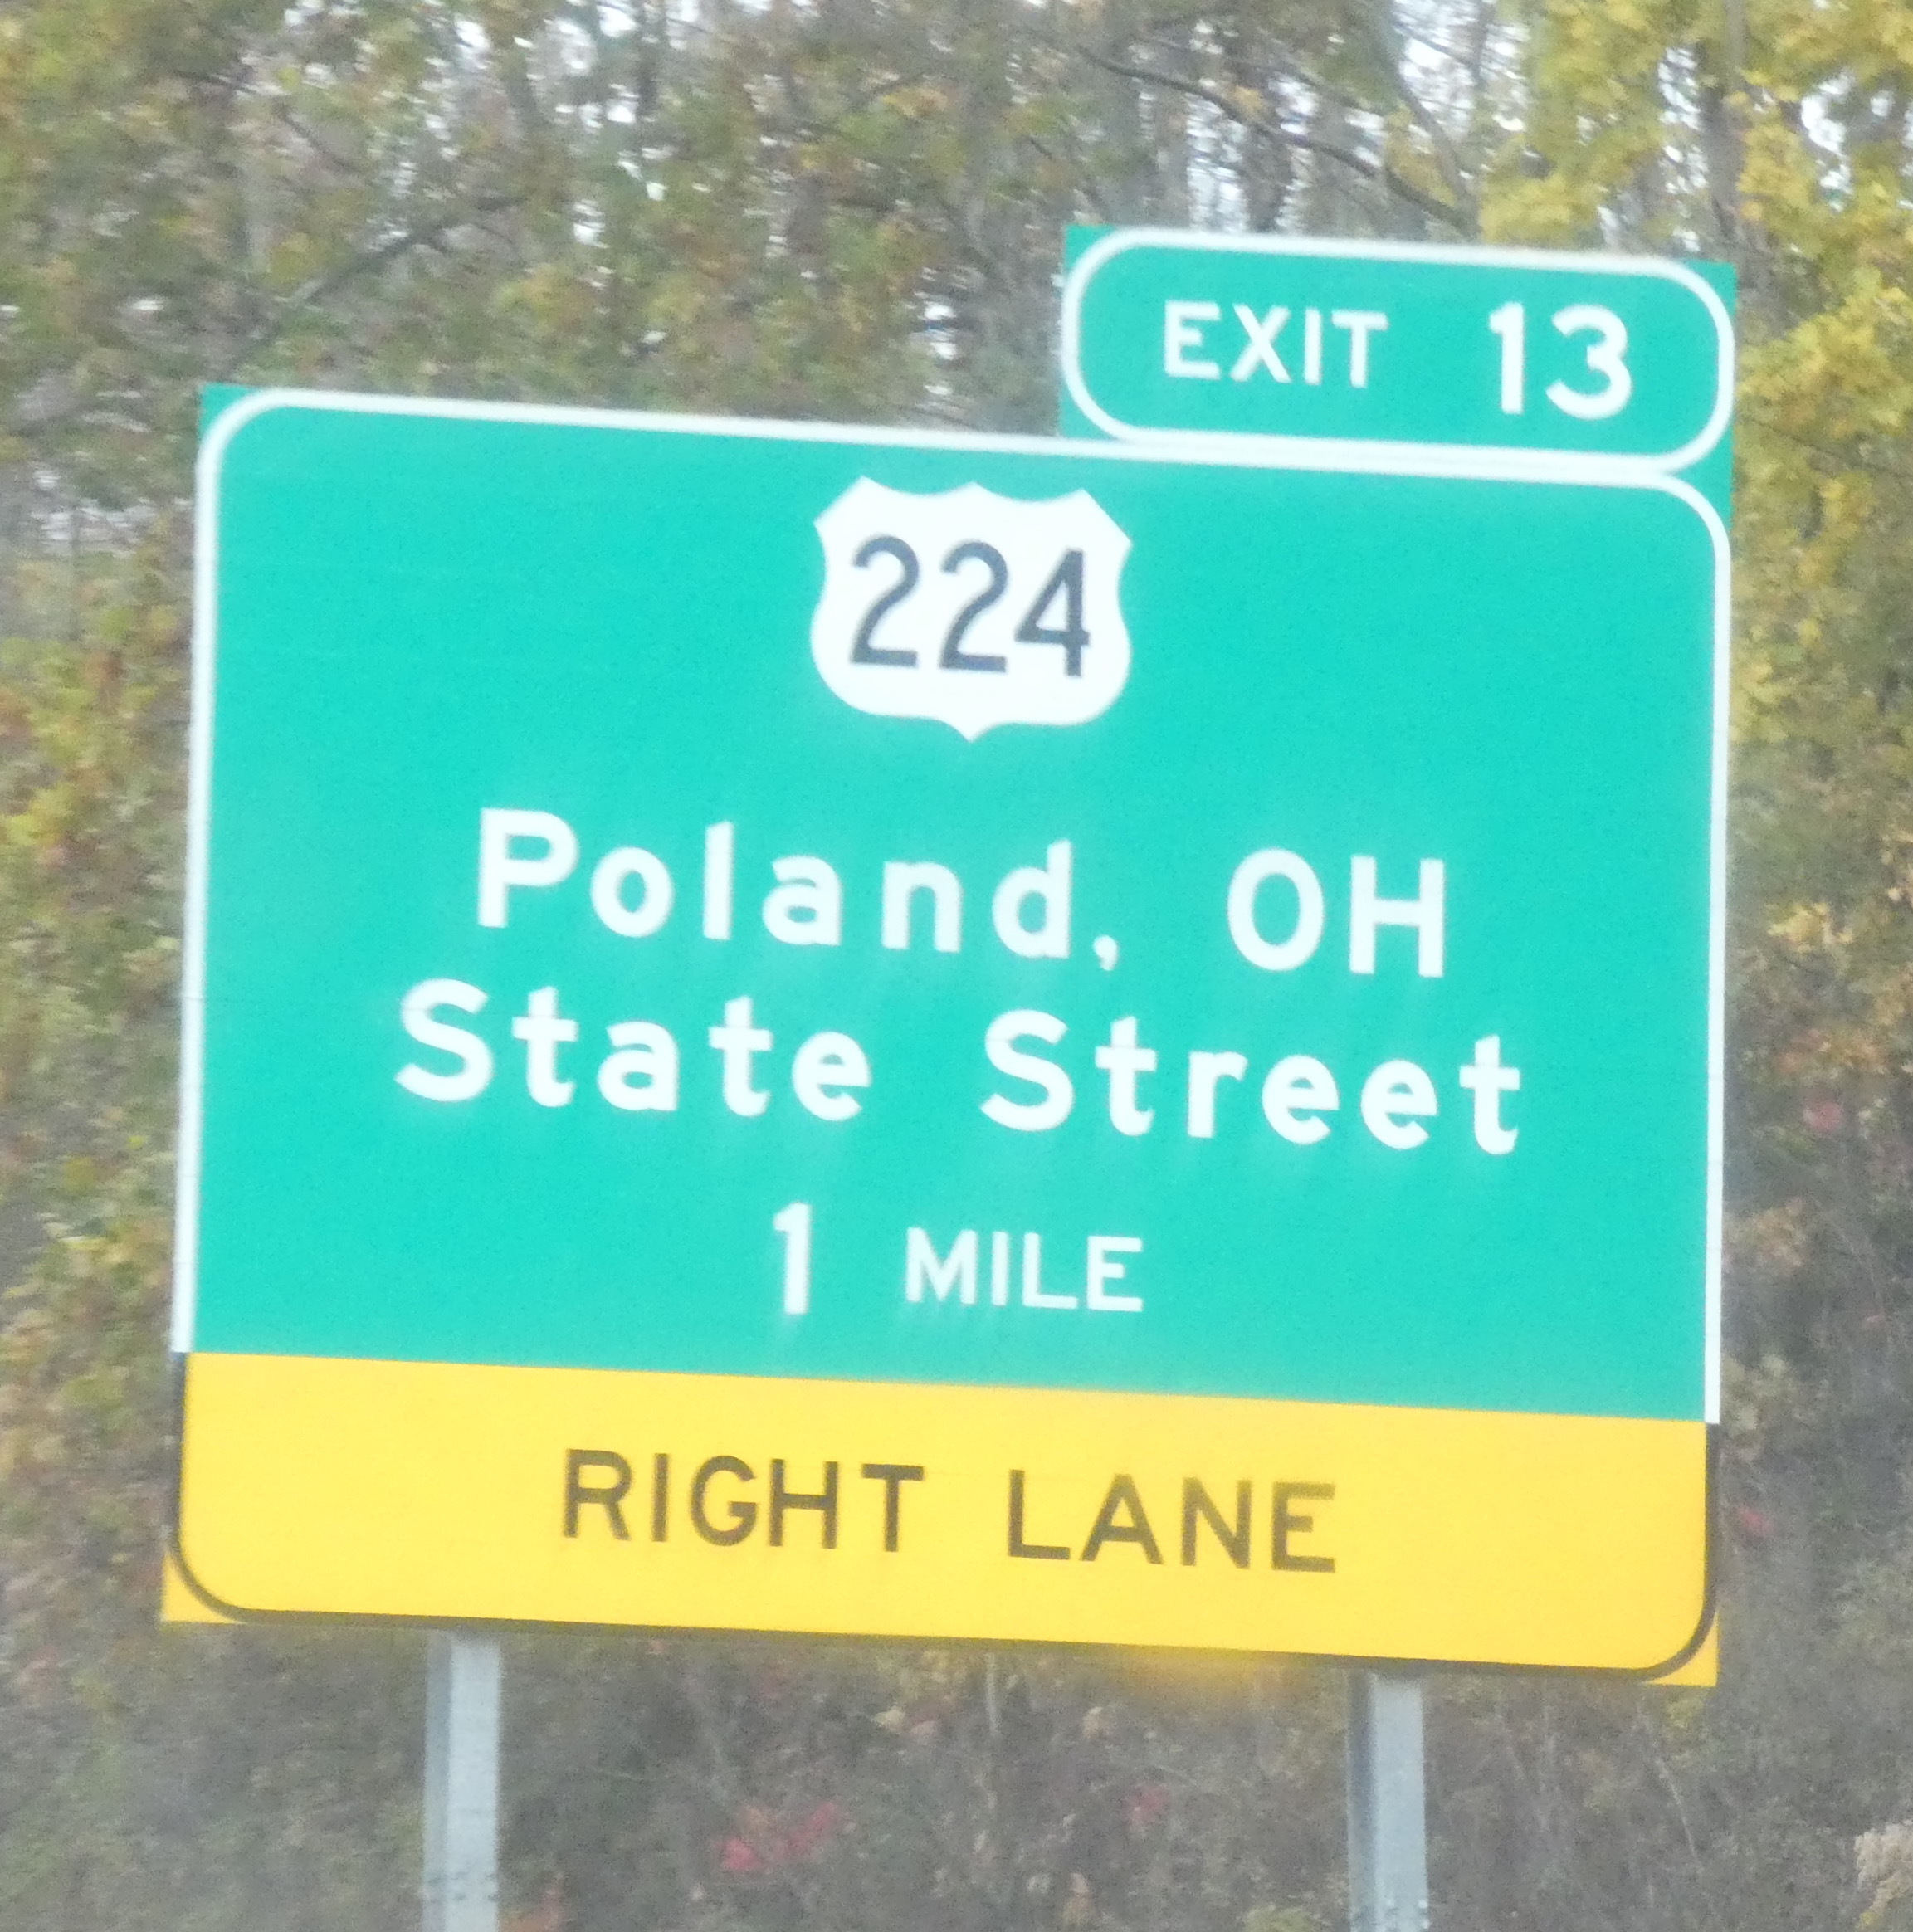 EXIT 13
224
Poland, OH
State Street
1 MILE
RIGHT LANE